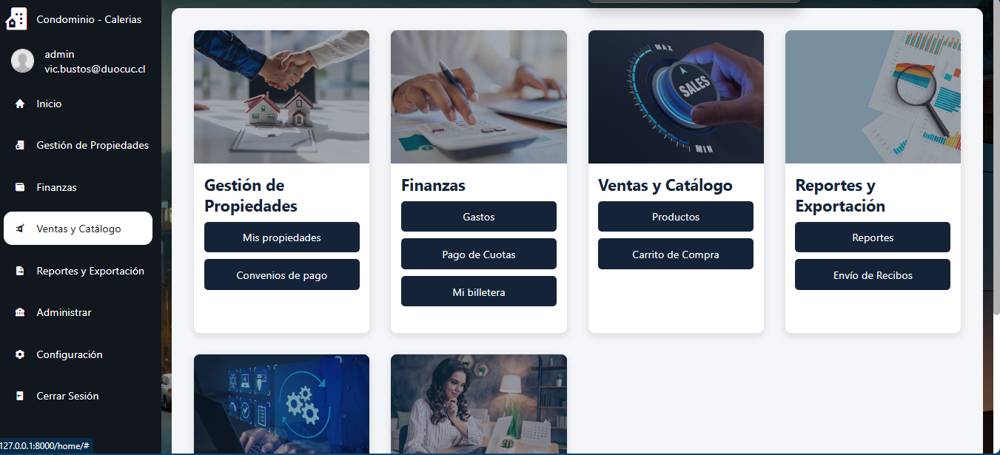 Condominio - Calerias
admin
vic.bustos@duocuc.cl
Inicio
Gestión de Propiedades
Finanzas
Ventas y Catálogo
Reportes y Exportación
Administrar
Configuración
Cerrar Sesión
127.0.0.1:8000/home/#
Gestión de
Propiedades
Mis propiedades
Convenios de pago
Finanzas
Gastos
Pago de Cuotas
Mi billetera
MAX
SALES
MIN
Ventas y Catálogo
Productos
Carrito de Compra
Reportes y
Exportación
Reportes
Envío de Recibos